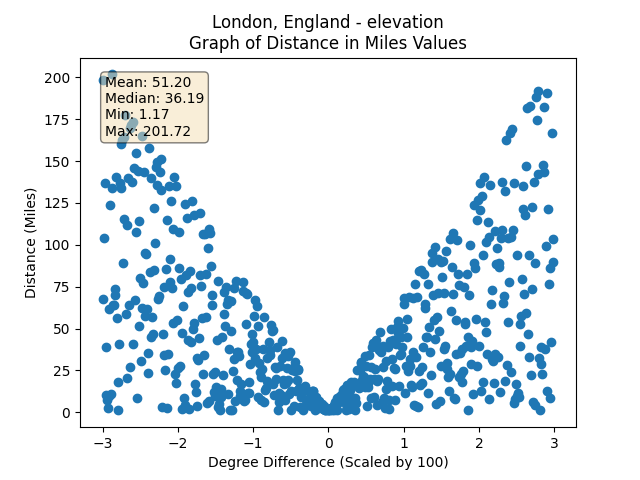 London, England - elevation
Graph of Distance in Miles Values
Mean: 51.20
Median: 36.19
Min: 1.17
Max: 201.72
200
175
150
125
100
75
50
25
0
Distance (Miles)
−3
−2
−1
0
1
2
3
Degree Difference (Scaled by 100)